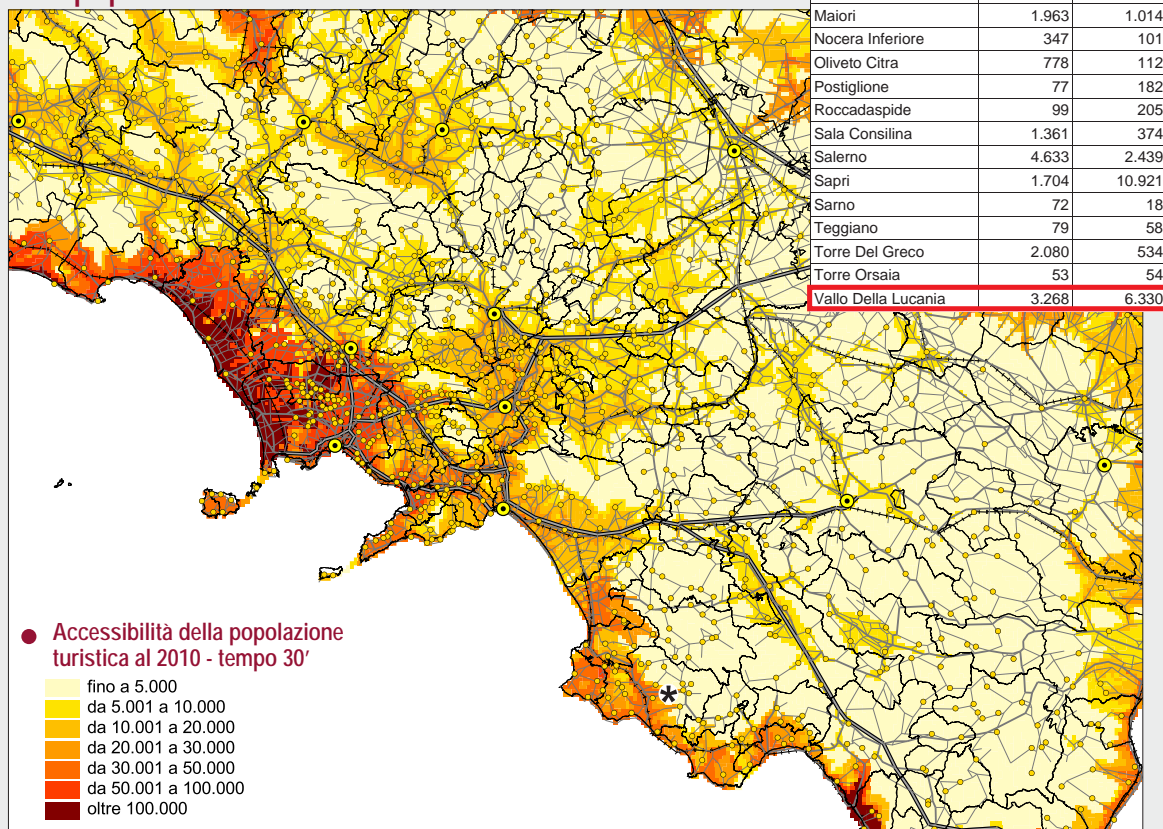 Maiori 1.963 1.014
Nocera Inferiore 347 101
Oliveto Citra 778 112
Postiglione 77 182
Roccadaspide 99 205
Sala Consilina 1.361 374
Salerno 4.633 2.439
Sapri 1.704 10.921
Sarno 72 18
Teggiano 79 58
Torre Del Greco 2.080 534
Torre Orsaia 53 54
Vallo Della Lucania 3.268 6.330
*
● Accessibilità della popolazione
turistica al 2010 - tempo 30'
fino a 5.000
da 5.001 a 10.000
da 10.001 a 20.000
da 20.001 a 30.000
da 30.001 a 50.000
da 50.001 a 100.000
oltre 100.000